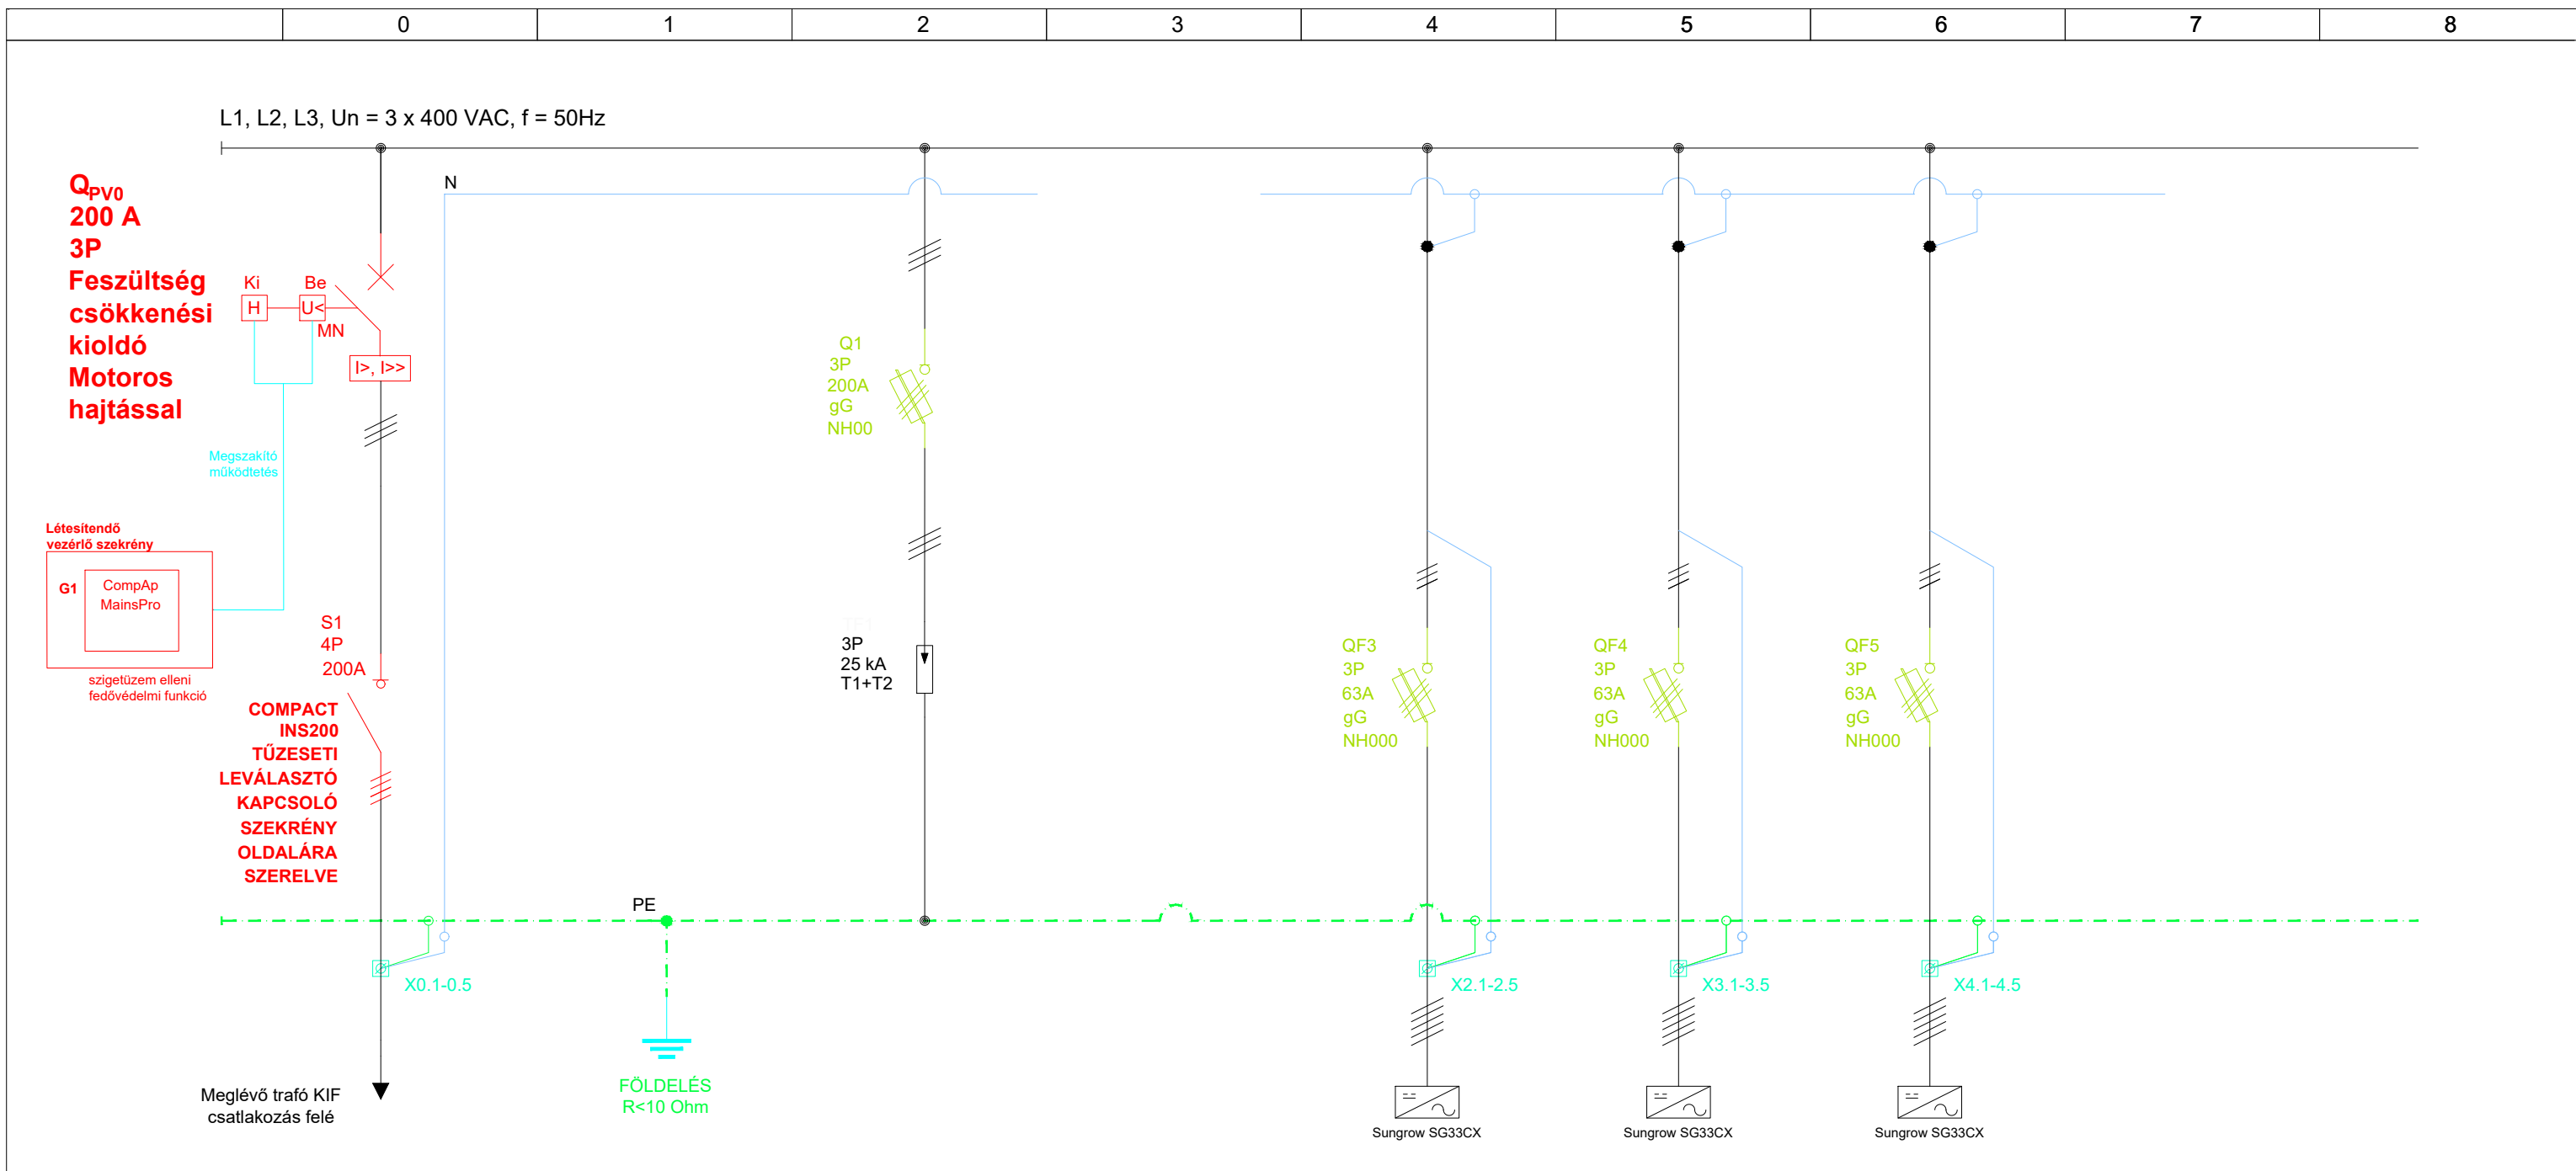 0 1 2 3 4 5 6 7 8
L1, L2, L3, Un = 3 x 400 VAC, f = 50Hz
QPV0
200 A
3P
Feszültség
csökkenési
kioldó
Motoros
hajtással
Ki
Be
H
U<
MN
I>, I>>
N
Megszakító
működtetés
Létesítendő
vezérlő szekrény
G1
CompAp
MainsPro
szigetüzem elleni
fedővédelmi funkció
S1
4P
200A
COMPACT
INS200
TŰZESETI
LEVÁLASZTÓ
KAPCSOLÓ
SZEKRÉNY
OLDALÁRA
SZERELVE
X0.1-0.5
Meglévő trafó KIF
csatlakozás felé
PE
FÖLDELÉS
R<10 Ohm
Q1
3P
200A
gG
NH00
3P
25 kA
T1+T2
QF3
3P
63A
gG
NH000
X2.1-2.5
Sungrow SG33CX
QF4
3P
63A
gG
NH000
X3.1-3.5
Sungrow SG33CX
QF5
3P
63A
gG
NH000
X4.1-4.5
Sungrow SG33CX